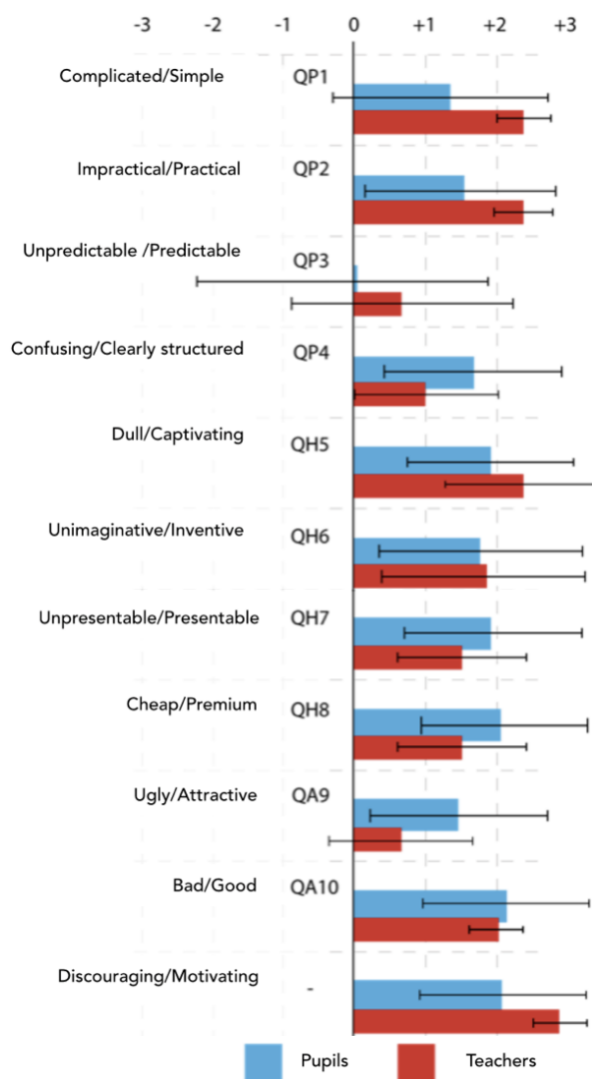 -3 -2 -1 0 +1 +2 +3
Complicated/Simple QP1
Impractical/Practical QP2
Unpredictable /Predictable QP3
Confusing/Clearly structured QP4
Dull/Captivating QH5
Unimaginative/Inventive QH6
Unpresentable/Presentable QH7
Cheap/Premium QH8
Ugly/Attractive QA9
Bad/Good QA10
Discouraging/Motivating -
Pupils Teachers